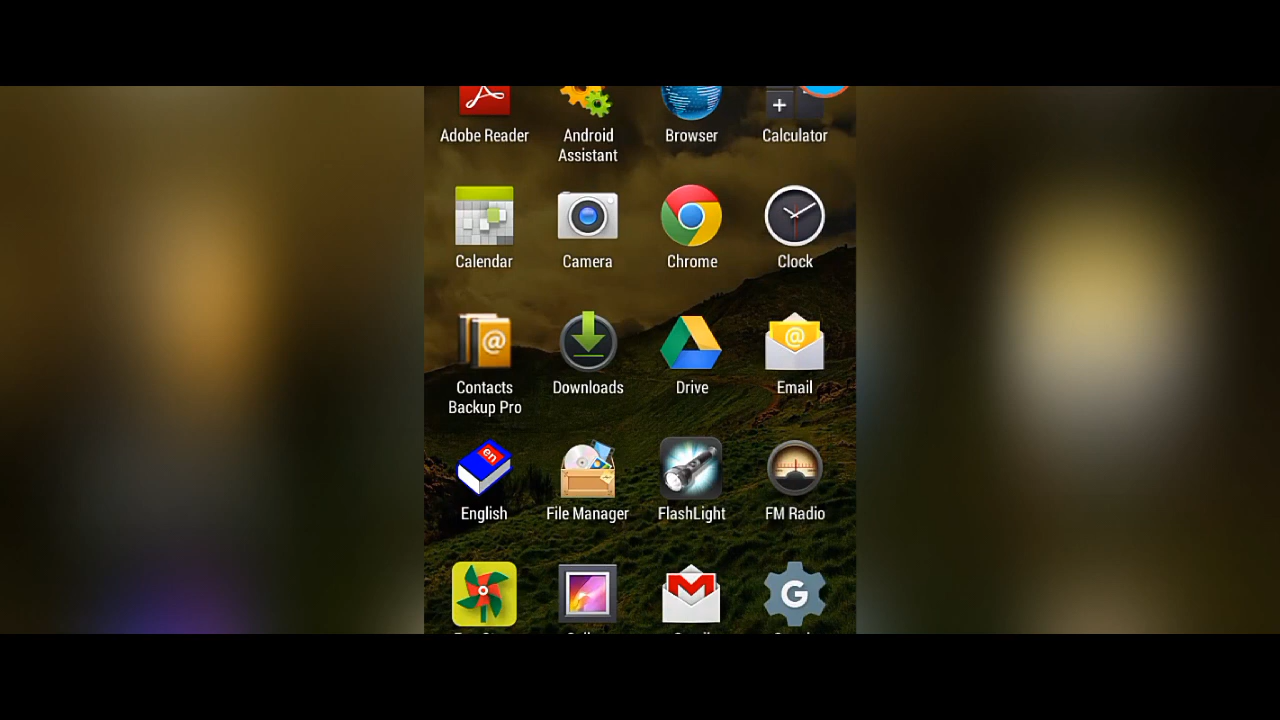 Adobe Reader
Android
Assistant
Browser
Calculator
Calendar
Camera
Chrome
Clock
Contacts
Backup Pro
Downloads
Drive
Email
en
English
File Manager
FlashLight
FM Radio
G